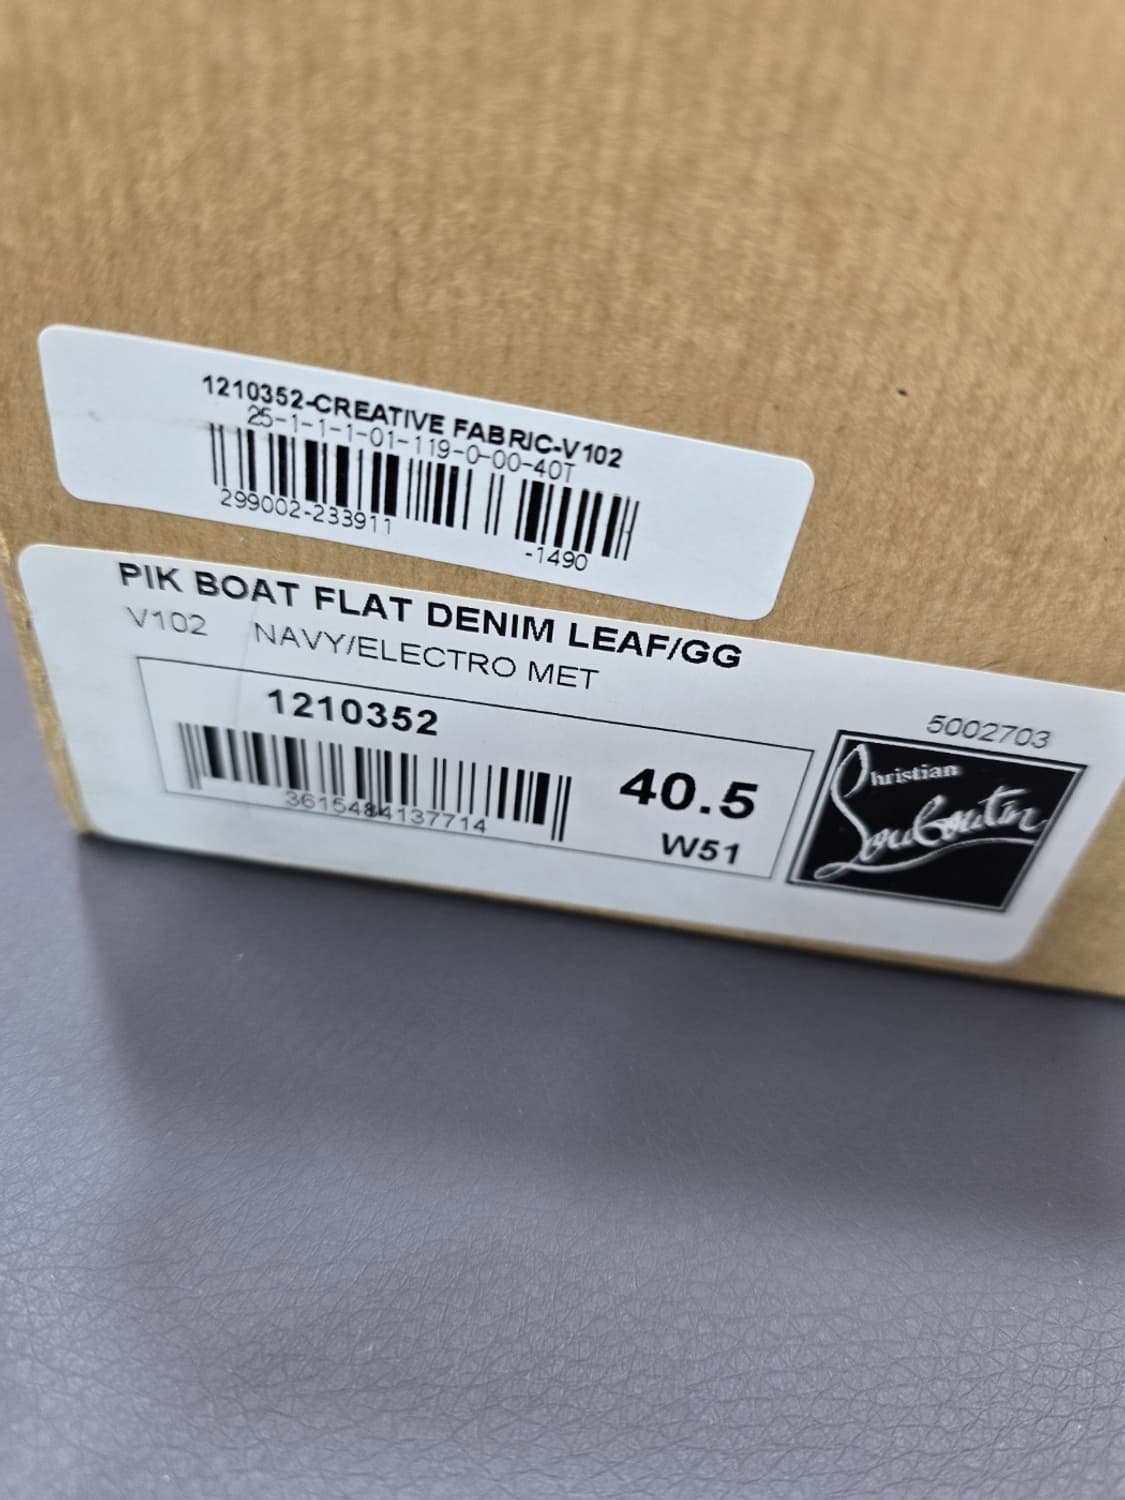 1210352-CREATIVE FABRIC-V102
25-1-1-1-01-119-0-00-40T
299002-233911
-1490
PIK BOAT FLAT DENIM LEAF/GG
V102 NAVY/ELECTRO MET
1210352
3615484137714
40.5
W51
5002703
Christian
Louboutin